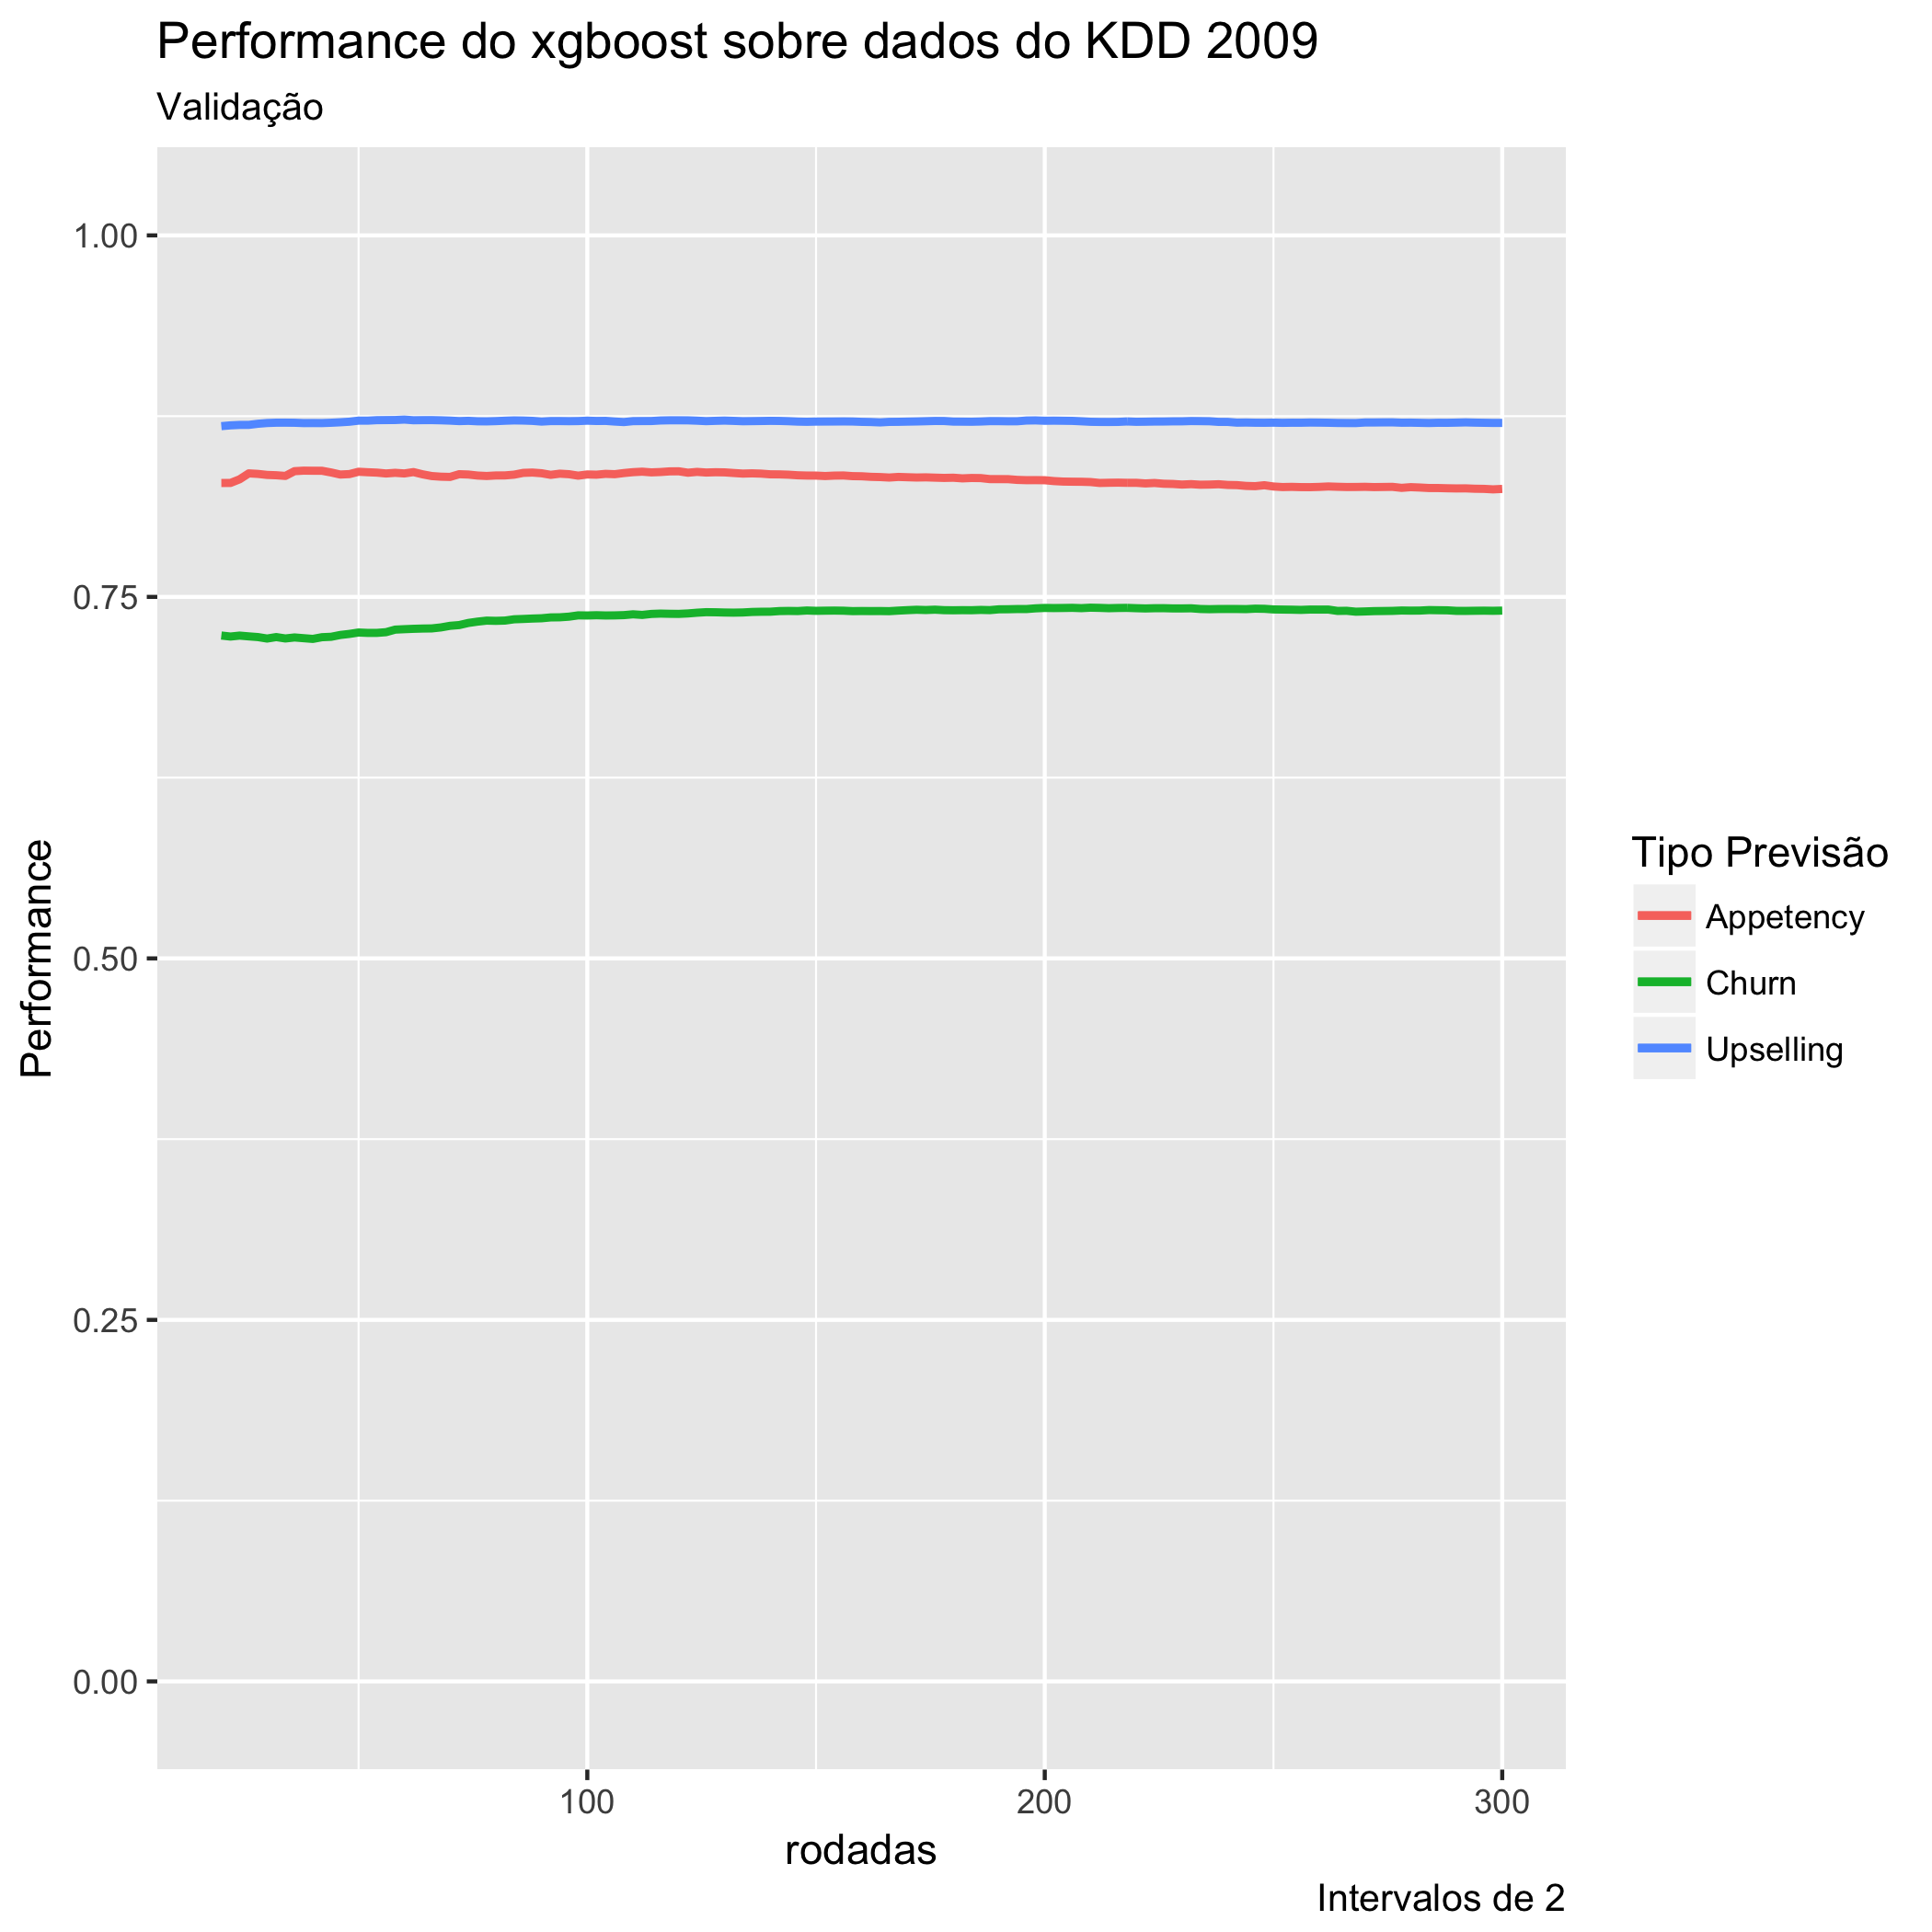 Performance do xgboost sobre dados do KDD 2009
Validação
1.00
0.75
0.50
0.25
0.00
Performance
100 200 300
rodadas
Intervalos de 2
Tipo Previsão
Appetency
Churn
Upselling